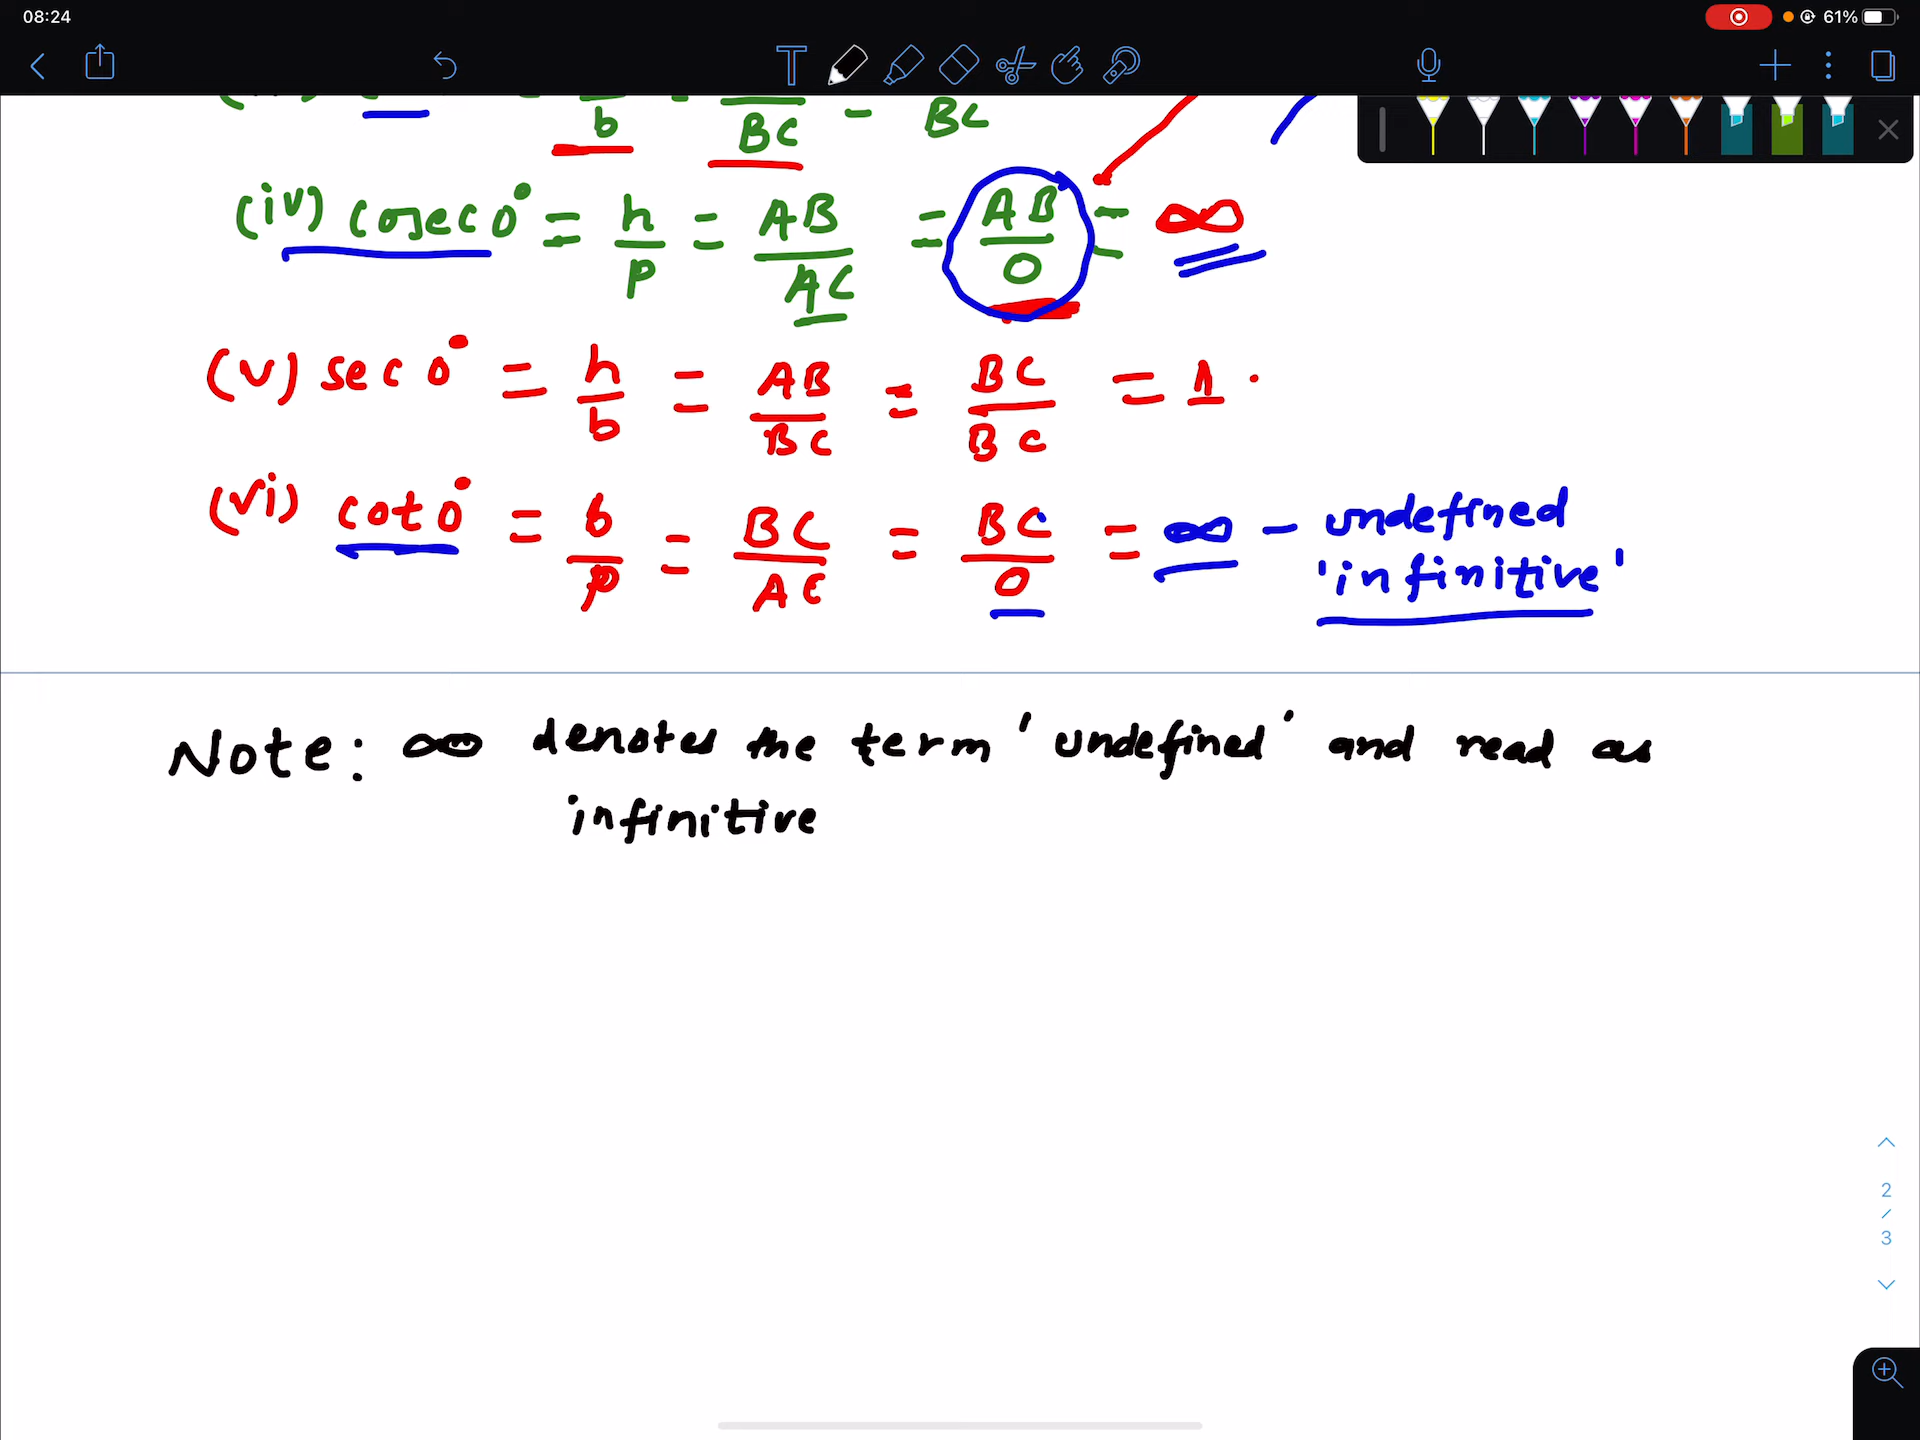 08:24
61%
b BC BC
(iv) cosec 0° = h/p = AB/AC = AB/0 = ∞
(v) sec 0° = h/b = AB/BC = BC/BC = 1 .
(vi) cot 0° = b/p = BC/AC = BC/0 = ∞ – undefined
'infinitive'
Note: ∞ denotes the term 'undefined' and read as
infinitive
2
/
3